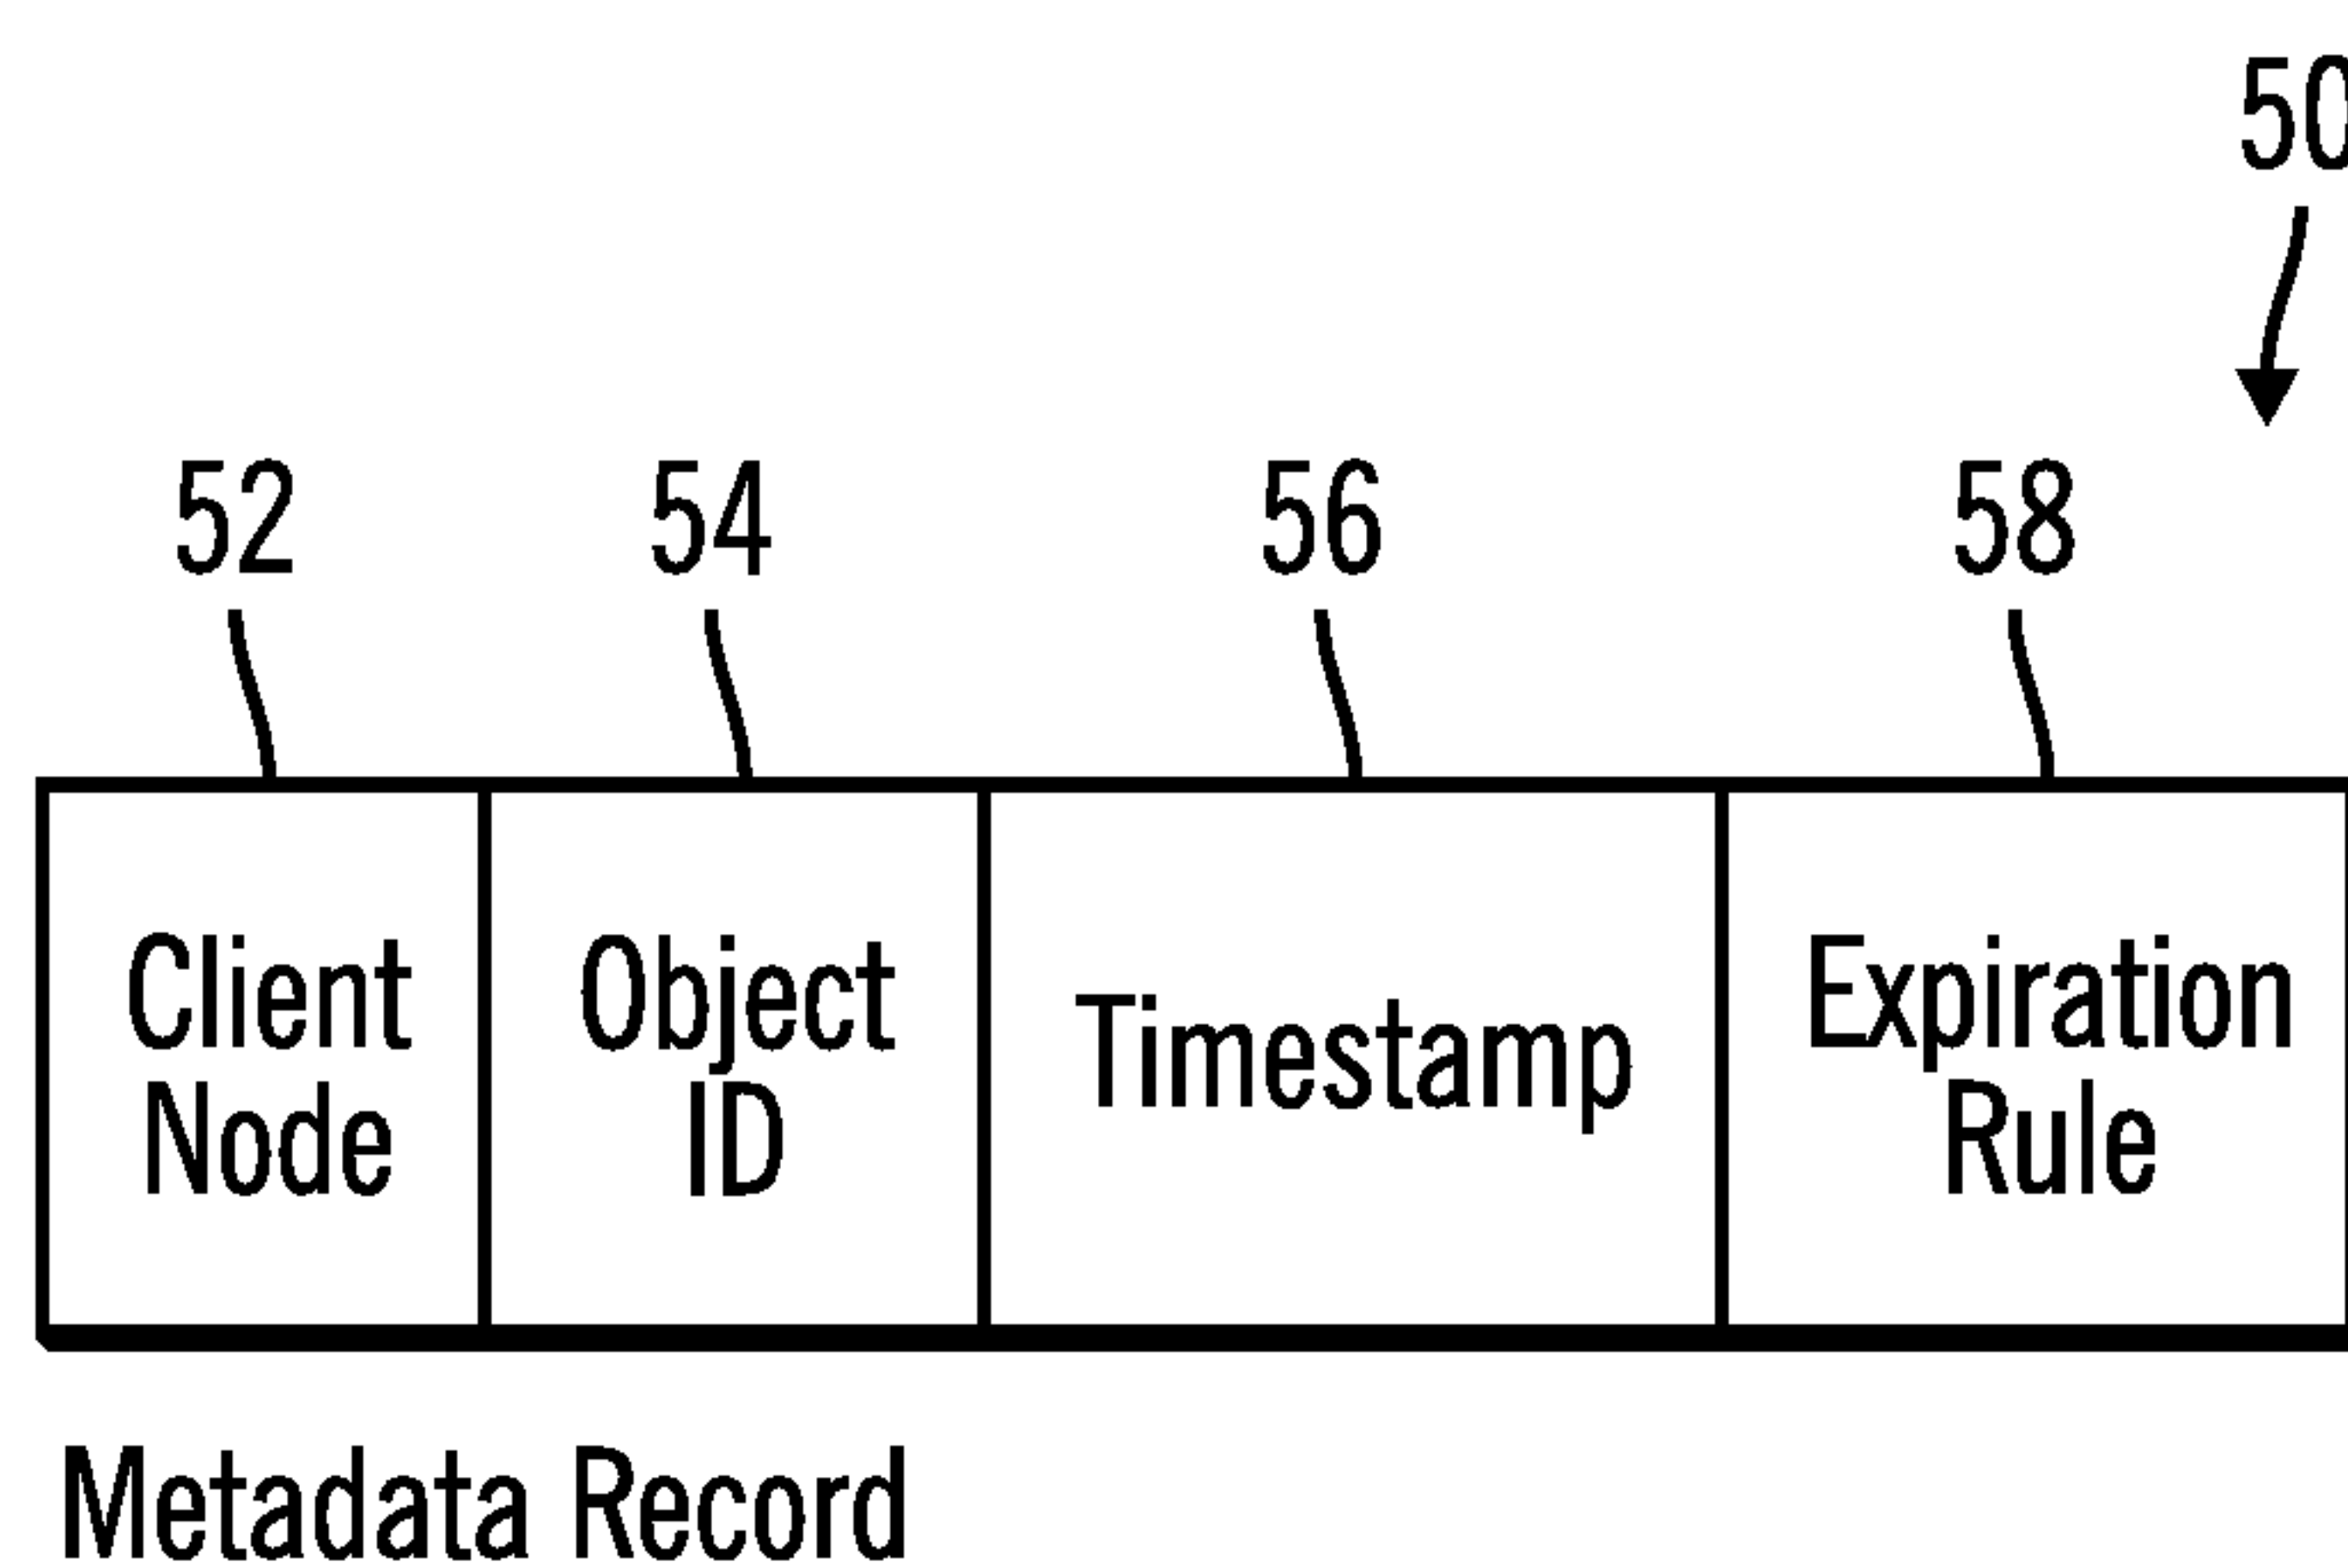 50
52 54 56 58
Client Node
Object ID
Timestamp
Expiration Rule
Metadata Record